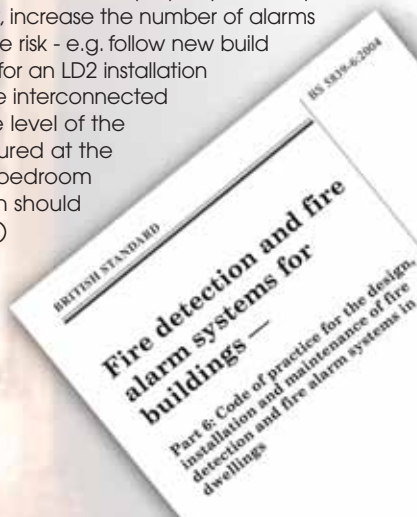 , increase the number of alarms
e risk - e.g. follow new build
for an LD2 installation
e interconnected
e level of the
ured at the
bedroom
n should
)
BS 5839-6:2004
BRITISH STANDARD
Fire detection and fire
alarm systems for
buildings —
Part 6: Code of practice for the design,
installation and maintenance of fire
detection and fire alarm systems in
dwellings